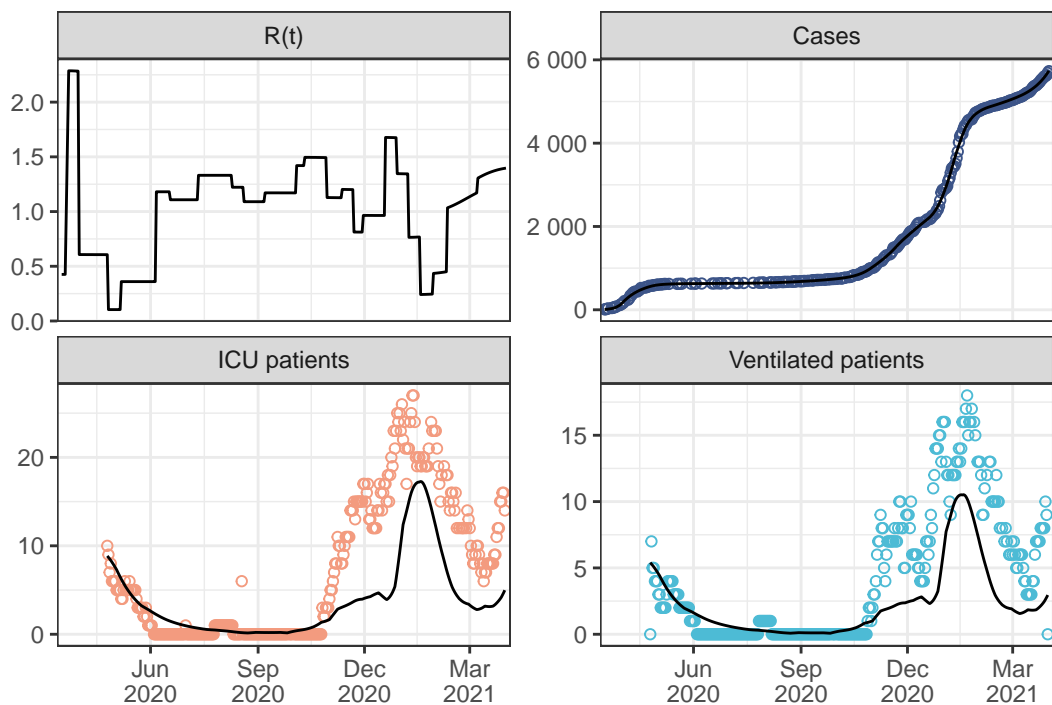 R(t)
Cases
2.0
1.5
1.0
0.5
0.0
6 000
4 000
2 000
0
ICU patients
Ventilated patients
20
10
0
15
10
5
0
Jun Sep Dec Mar
2020 2020 2020 2021
Jun Sep Dec Mar
2020 2020 2020 2021